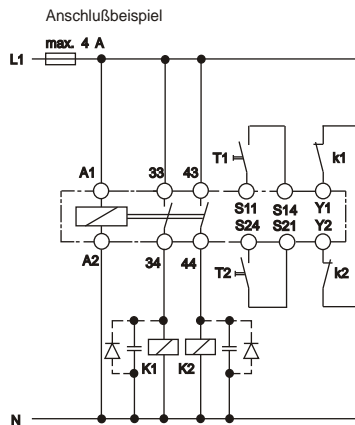 Anschlußbeispiel
max. 4 A
L1
T1
k1
A1 33 43
S11 S14 Y1
S24 S21 Y2
A2 34 44
T2
k2
K1 K2
N